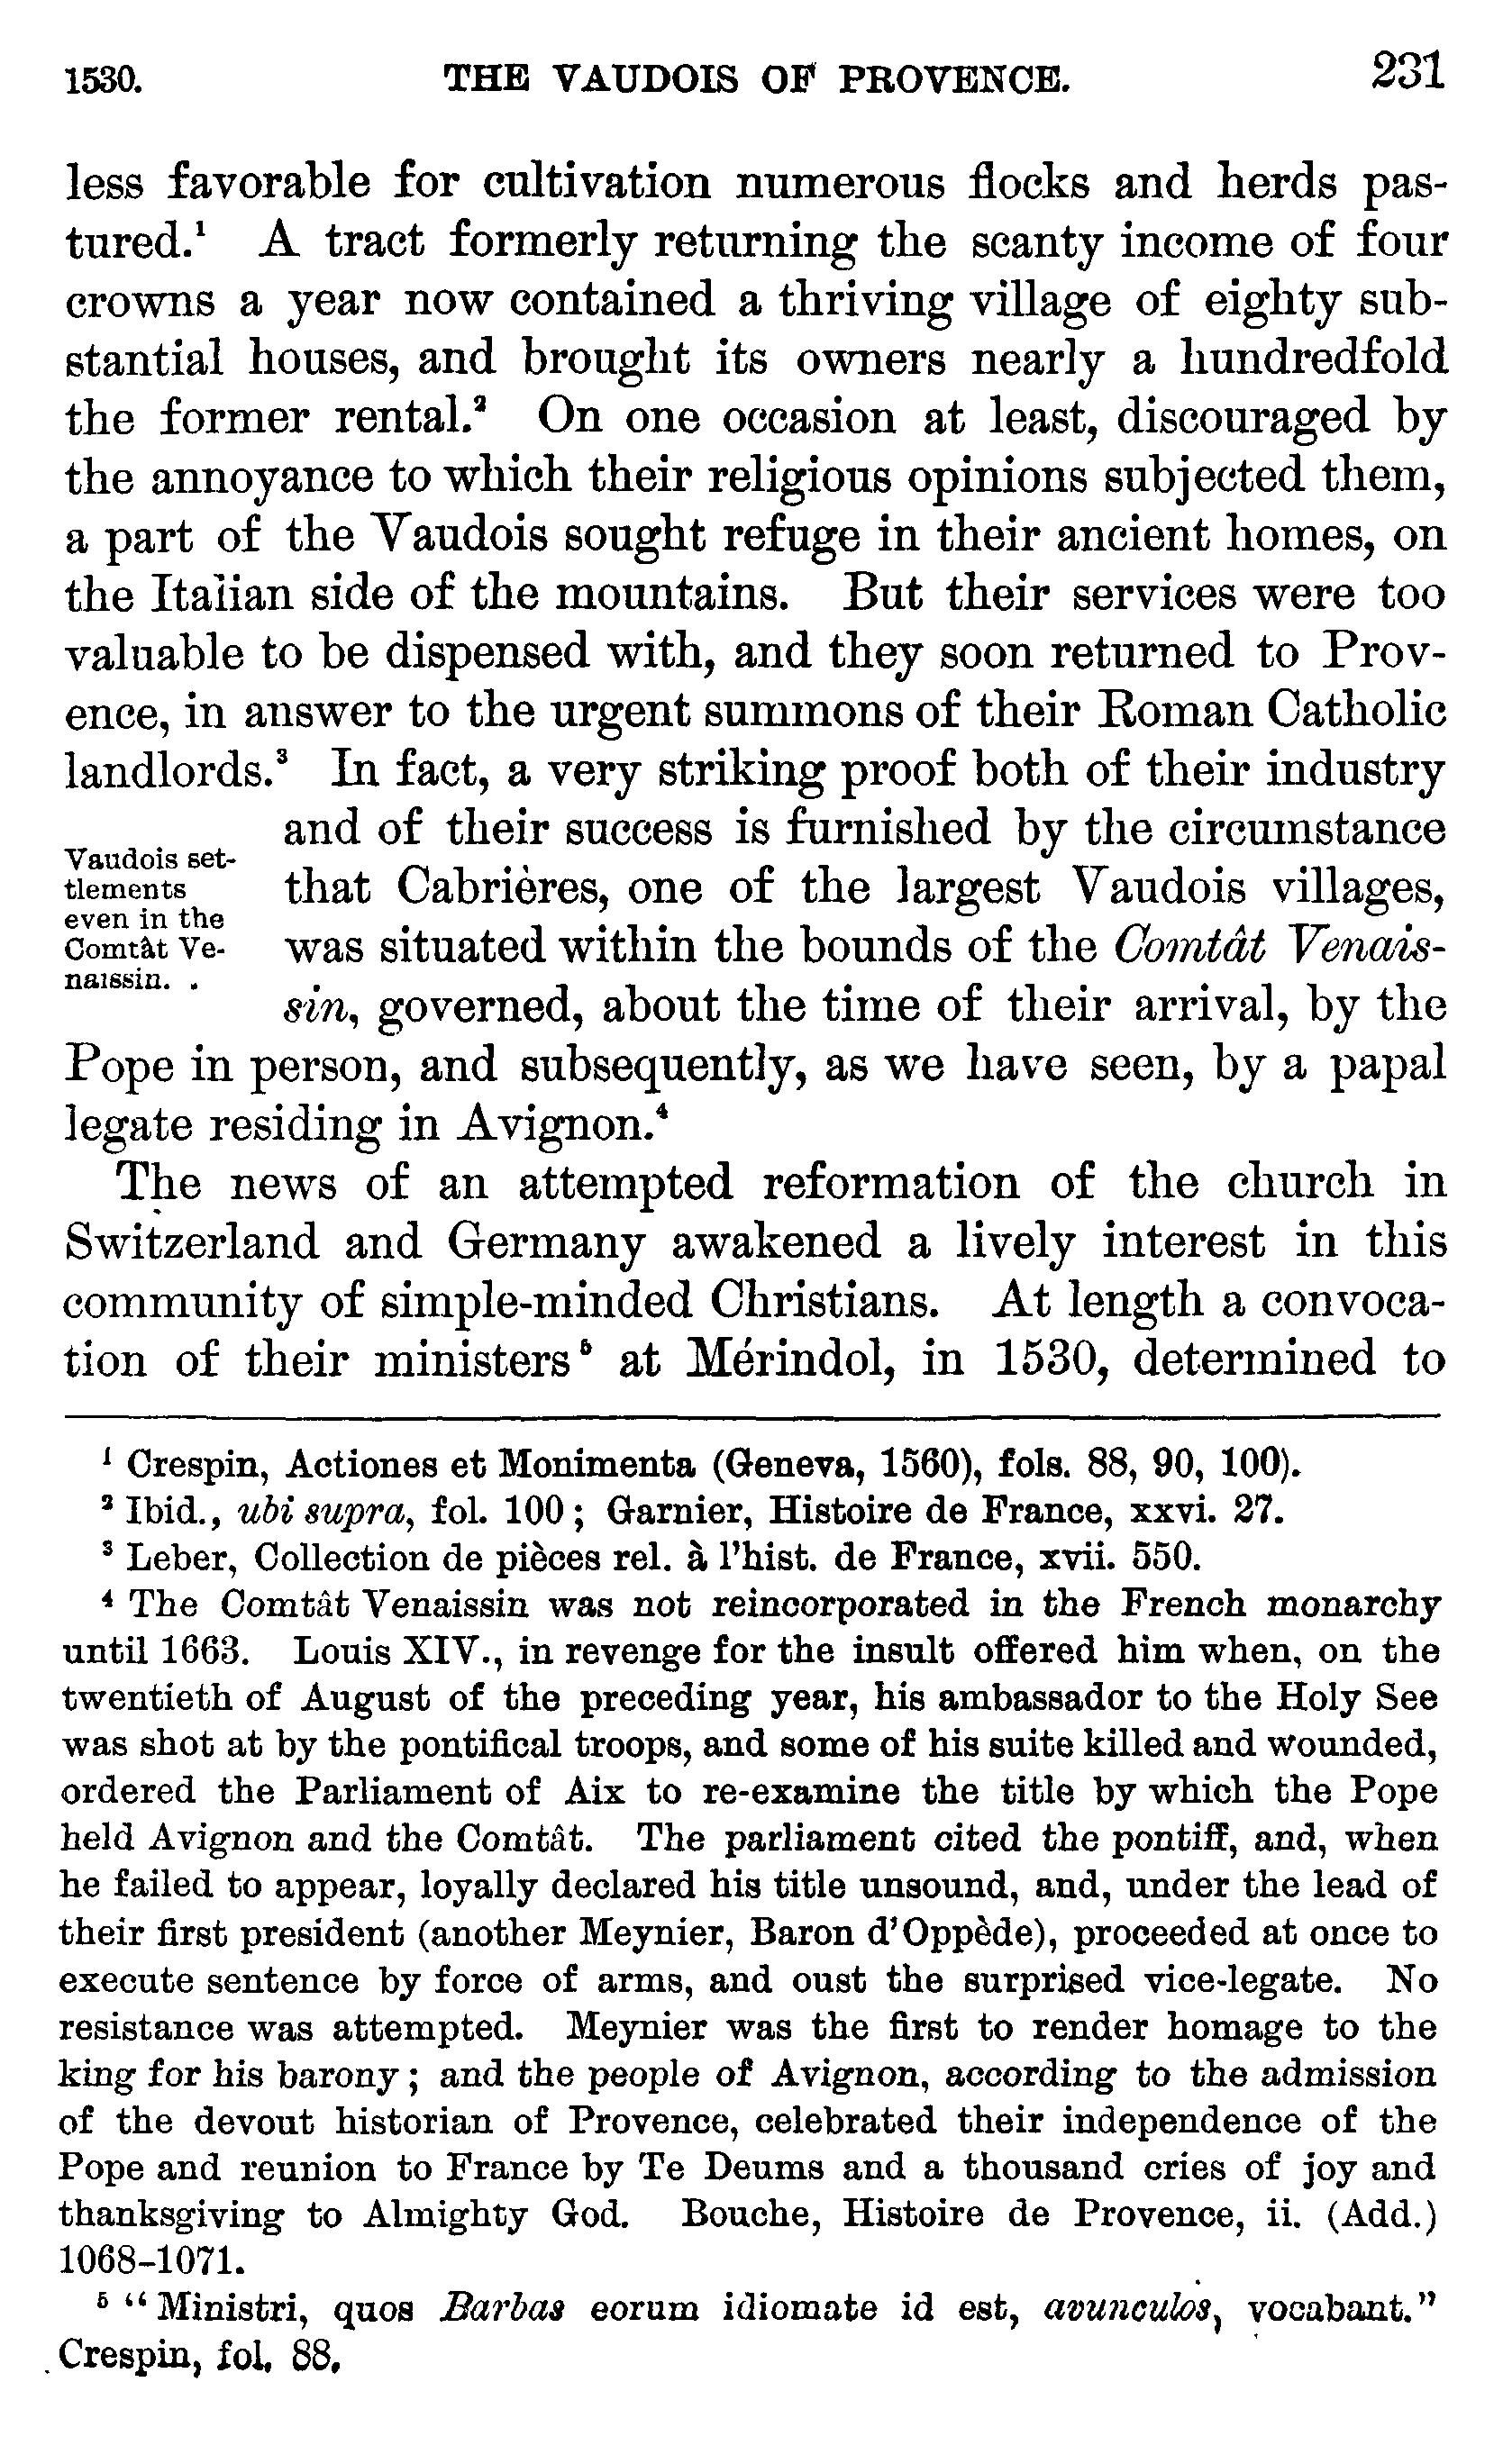 1530. THE VAUDOIS OF PROVENCE. 231
less favorable for cultivation numerous flocks and herds pas-
tured.¹ A tract formerly returning the scanty income of four
crowns a year now contained a thriving village of eighty sub-
stantial houses, and brought its owners nearly a hundredfold
the former rental.² On one occasion at least, discouraged by
the annoyance to which their religious opinions subjected them,
a part of the Vaudois sought refuge in their ancient homes, on
the Italian side of the mountains. But their services were too
valuable to be dispensed with, and they soon returned to Prov-
ence, in answer to the urgent summons of their Roman Catholic
landlords.³ In fact, a very striking proof both of their industry
Vaudois set-
tlements
even in the
Comtât Ve-
naissin. .
and of their success is furnished by the circumstance
that Cabrières, one of the largest Vaudois villages,
was situated within the bounds of the Comtât Venais-
sin, governed, about the time of their arrival, by the
Pope in person, and subsequently, as we have seen, by a papal
legate residing in Avignon.⁴
The news of an attempted reformation of the church in
Switzerland and Germany awakened a lively interest in this
community of simple-minded Christians. At length a convoca-
tion of their ministers⁵ at Mérindol, in 1530, determined to
¹ Crespin, Actiones et Monimenta (Geneva, 1560), fols. 88, 90, 100).
² Ibid., ubi supra, fol. 100; Garnier, Histoire de France, xxvi. 27.
³ Leber, Collection de pièces rel. à l'hist. de France, xvii. 550.
⁴ The Comtât Venaissin was not reincorporated in the French monarchy
until 1663. Louis XIV., in revenge for the insult offered him when, on the
twentieth of August of the preceding year, his ambassador to the Holy See
was shot at by the pontifical troops, and some of his suite killed and wounded,
ordered the Parliament of Aix to re-examine the title by which the Pope
held Avignon and the Comtât. The parliament cited the pontiff, and, when
he failed to appear, loyally declared his title unsound, and, under the lead of
their first president (another Meynier, Baron d'Oppède), proceeded at once to
execute sentence by force of arms, and oust the surprised vice-legate. No
resistance was attempted. Meynier was the first to render homage to the
king for his barony; and the people of Avignon, according to the admission
of the devout historian of Provence, celebrated their independence of the
Pope and reunion to France by Te Deums and a thousand cries of joy and
thanksgiving to Almighty God. Bouche, Histoire de Provence, ii. (Add.)
1068-1071.
⁵ "Ministri, quos Barbas eorum idiomate id est, avunculos, vocabant."
Crespin, fol. 88.